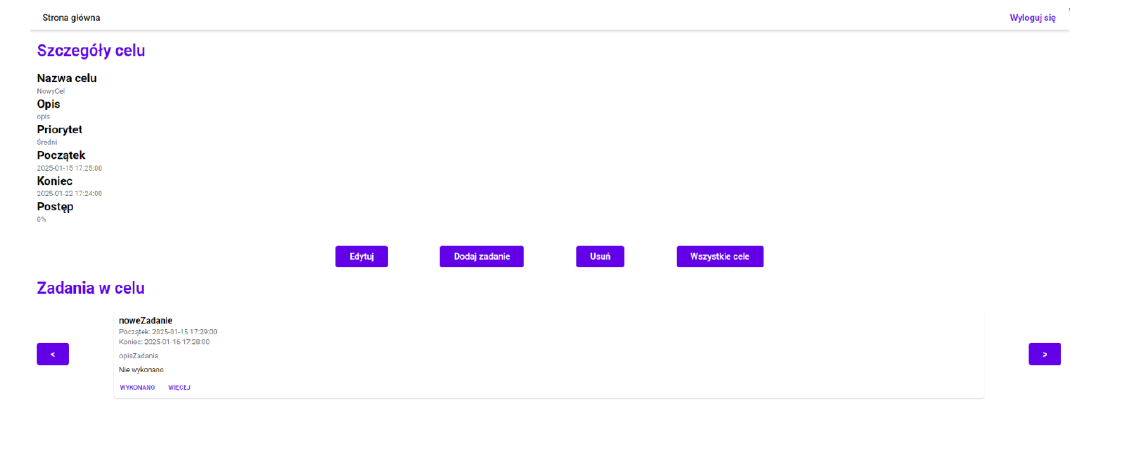 Strona główna
Wyloguj się
Szczegóły celu
Nazwa celu
NowyCel
Opis
opis
Priorytet
Średni
Początek
2025-01-15 17:25:00
Koniec
2025-01-22 17:24:00
Postęp
0%
Edytuj
Dodaj zadanie
Usuń
Wszystkie cele
Zadania w celu
noweZadanie
Początek: 2025-01-15 17:29:00
Koniec: 2025-01-16 17:28:00
opisZadania
Nie wykonano
WYKONANO
WIĘCEJ
<
>